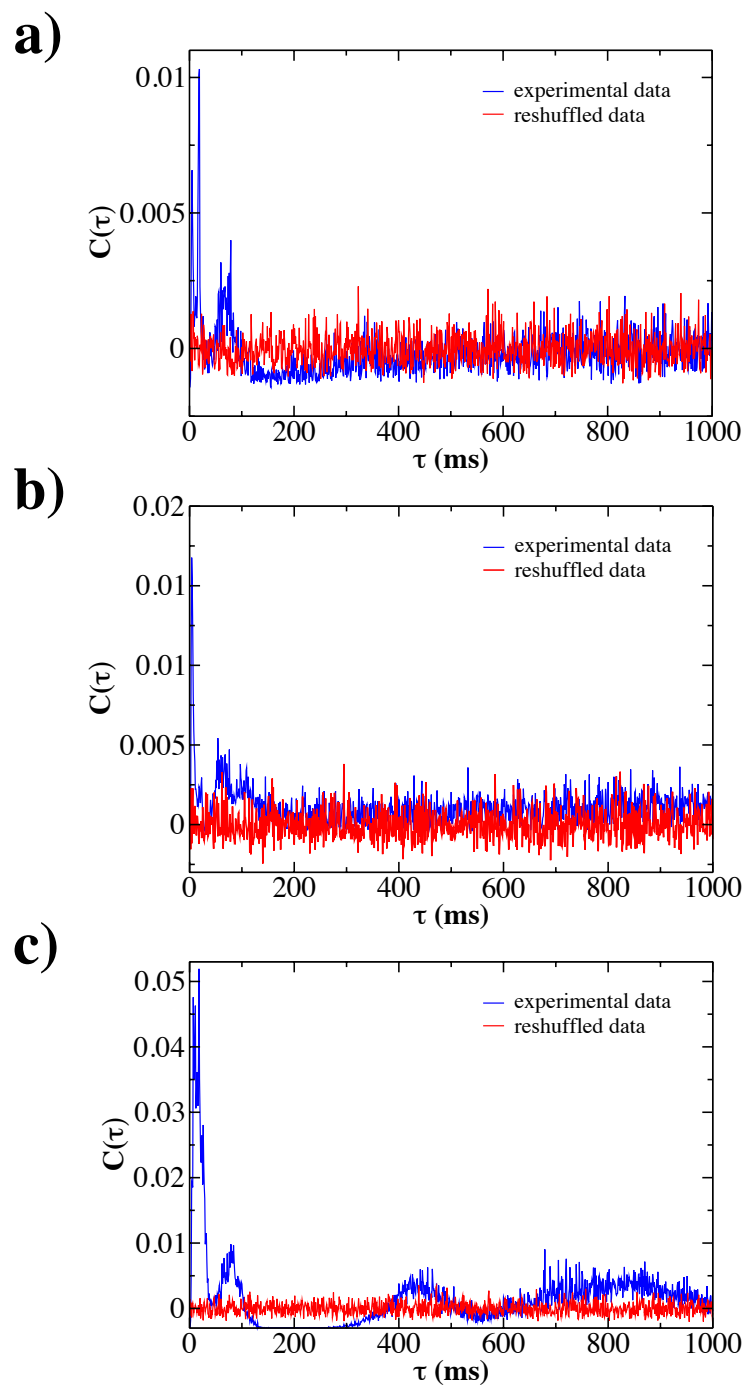 a)
0.01
0.005
0
C(τ)
experimental data
reshuffled data
0 200 400 600 800 1000
τ (ms)
b)
0.02
0.01
0.01
0.005
0
C(τ)
experimental data
reshuffled data
0 200 400 600 800 1000
τ (ms)
c)
0.05
0.04
0.03
0.02
0.01
0
C(τ)
experimental data
reshuffled data
0 200 400 600 800 1000
τ (ms)